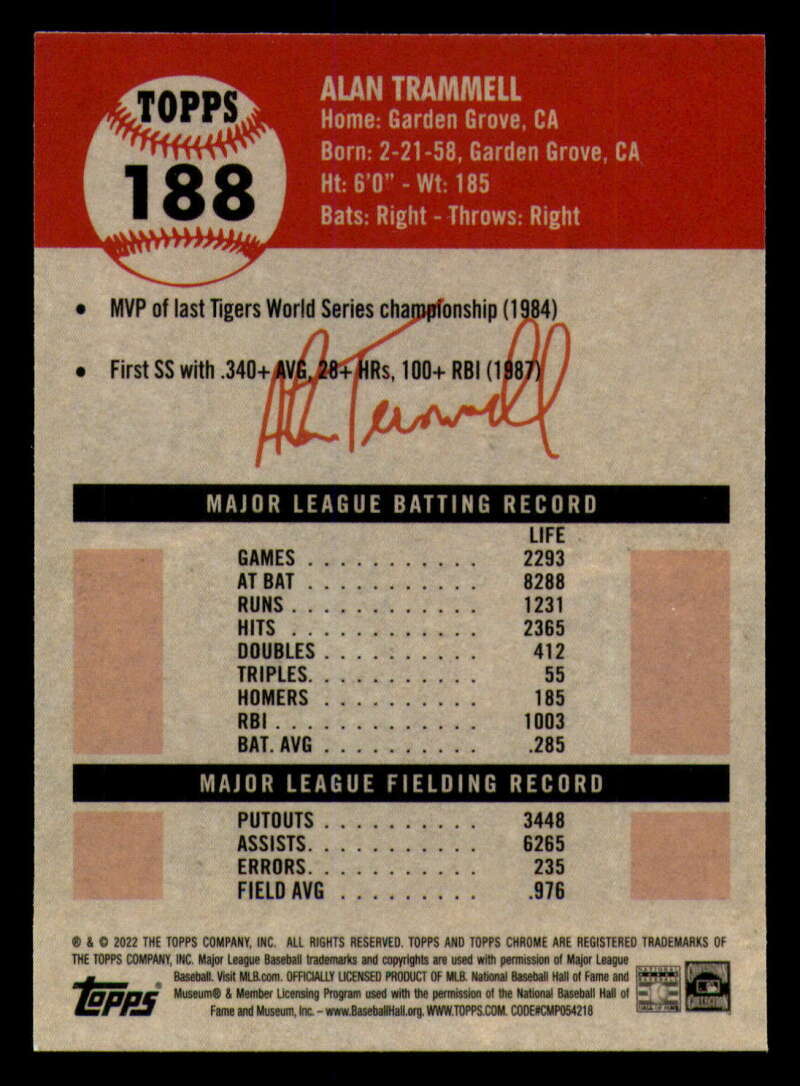 TOPPS
188
ALAN TRAMMELL
Home: Garden Grove, CA
Born: 2-21-58, Garden Grove, CA
Ht: 6'0" - Wt: 185
Bats: Right - Throws: Right
• MVP of last Tigers World Series championship (1984)
• First SS with .340+ AVG, 28+ HRs, 100+ RBI (1987)
Alan Trammell
MAJOR LEAGUE BATTING RECORD
LIFE
GAMES . . . . . . . . . . . 2293
AT BAT . . . . . . . . . . . 8288
RUNS . . . . . . . . . . . . 1231
HITS . . . . . . . . . . . . 2365
DOUBLES . . . . . . . . . . 412
TRIPLES. . . . . . . . . . . 55
HOMERS . . . . . . . . . . 185
RBI . . . . . . . . . . . . . 1003
BAT. AVG . . . . . . . . . . .285
MAJOR LEAGUE FIELDING RECORD
PUTOUTS . . . . . . . . . . 3448
ASSISTS. . . . . . . . . . . 6265
ERRORS. . . . . . . . . . . 235
FIELD AVG . . . . . . . . . .976
® & © 2022 THE TOPPS COMPANY, INC. ALL RIGHTS RESERVED. TOPPS AND TOPPS CHROME ARE REGISTERED TRADEMARKS OF
THE TOPPS COMPANY, INC. Major League Baseball trademarks and copyrights are used with permission of Major League
Baseball. Visit MLB.com. OFFICIALLY LICENSED PRODUCT OF MLB. National Baseball Hall of Fame and
Museum® & Member Licensing Program used with the permission of the National Baseball Hall of
Fame and Museum, Inc. – www.BaseballHall.org. WWW.TOPPS.COM. CODE#CMP054218
topps®